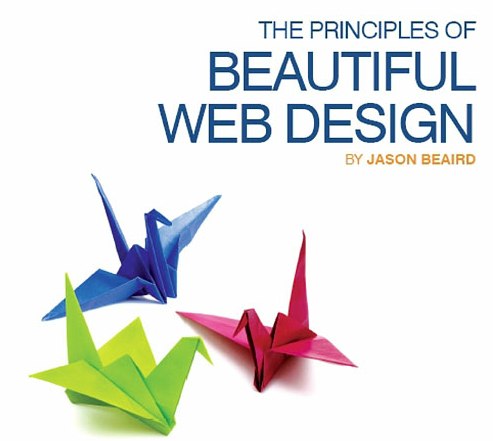 THE PRINCIPLES OF
BEAUTIFUL
WEB DESIGN
BY JASON BEAIRD